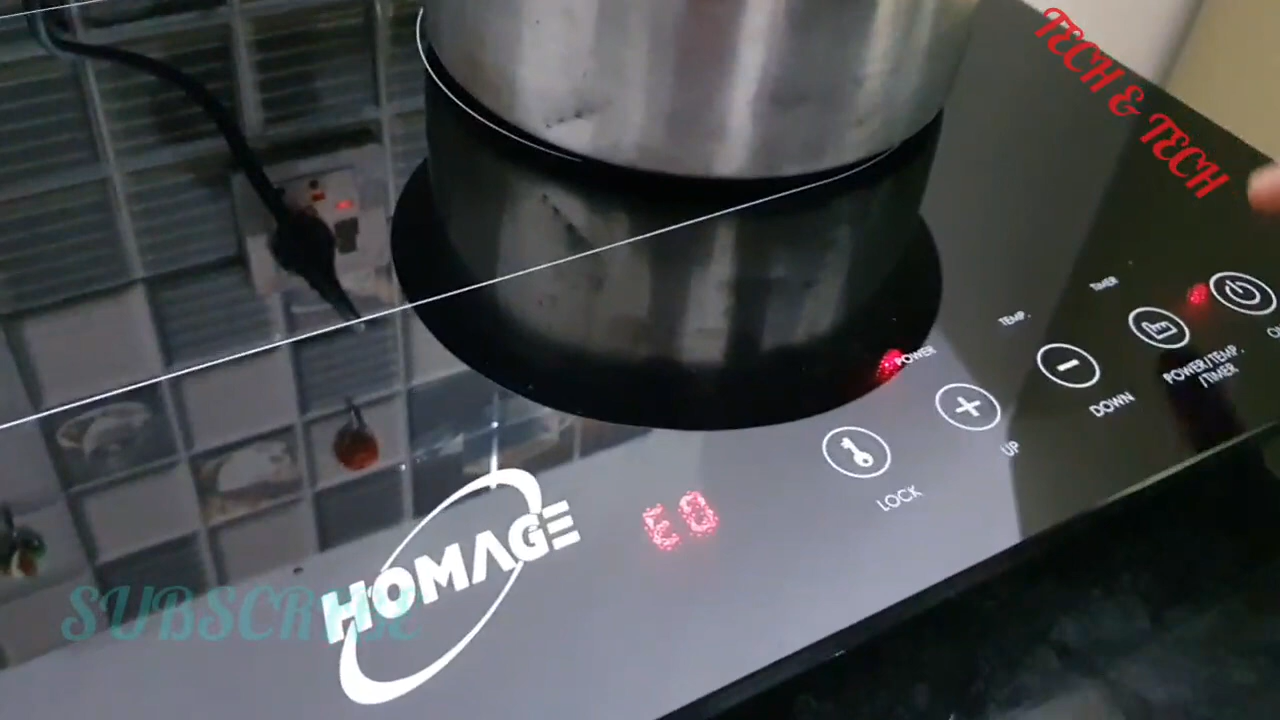 TECH & TECH
TIMER
TEMP.
POWER
POWER/TEMP.
/TIMER
DOWN
UP
LOCK
E0
HOMAGE
SUBSCRIBE